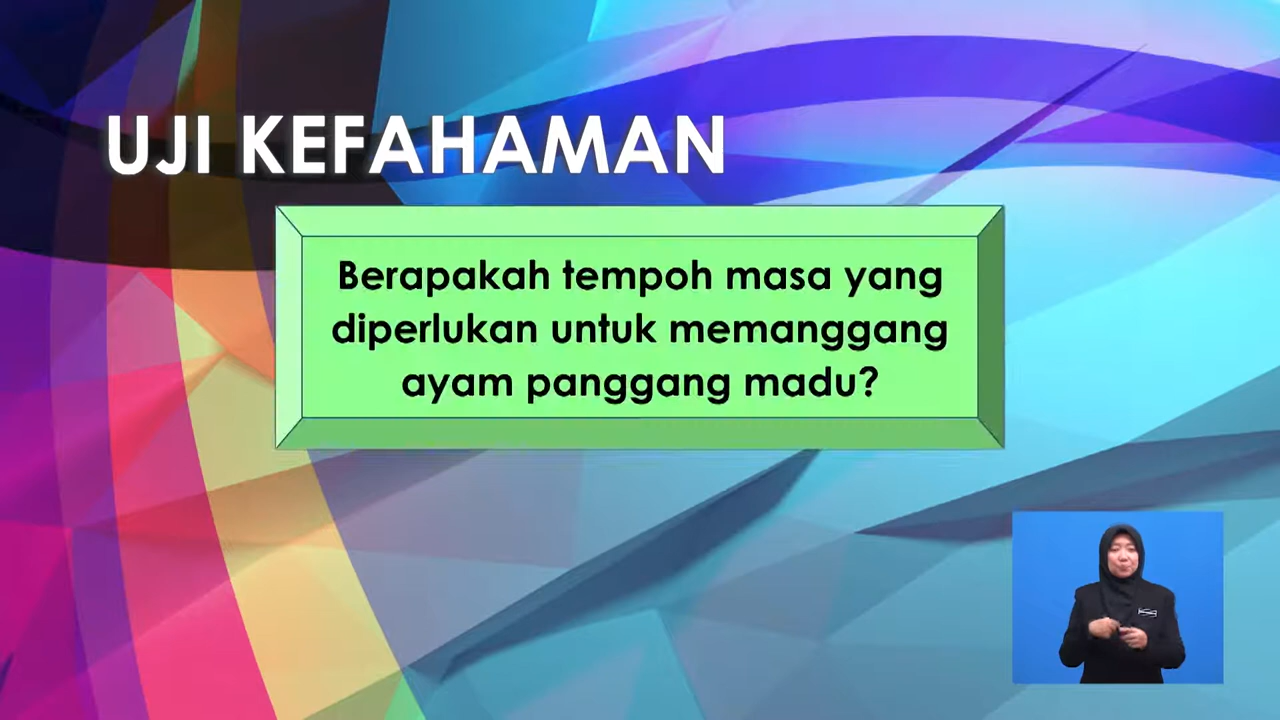 UJI KEFAHAMAN
Berapakah tempoh masa yang
diperlukan untuk memanggang
ayam panggang madu?